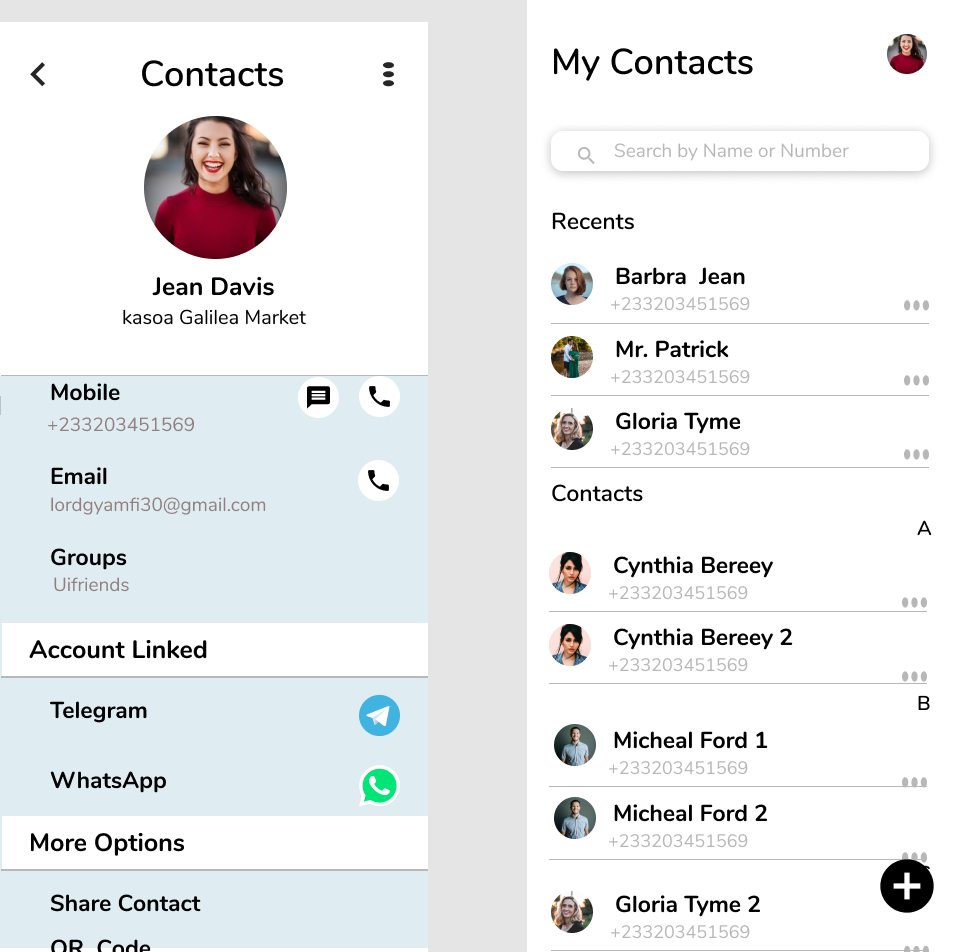 Contacts
Jean Davis
kasoa Galilea Market
Mobile
+233203451569
Email
lordgyamfi30@gmail.com
Groups
Uifriends
Account Linked
Telegram
WhatsApp
More Options
Share Contact
QR Code
My Contacts
Search by Name or Number
Recents
Barbra Jean
+233203451569
Mr. Patrick
+233203451569
Gloria Tyme
+233203451569
Contacts
A
Cynthia Bereey
+233203451569
Cynthia Bereey 2
+233203451569
B
Micheal Ford 1
+233203451569
Micheal Ford 2
+233203451569
Gloria Tyme 2
+233203451569